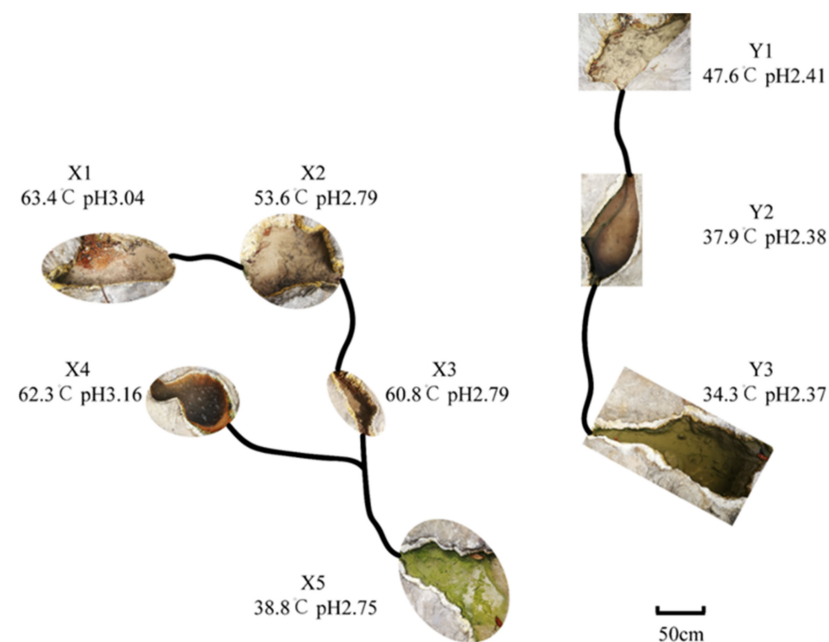 Y1
47.6℃ pH2.41
X1
63.4℃ pH3.04
X2
53.6℃ pH2.79
Y2
37.9℃ pH2.38
X4
62.3℃ pH3.16
X3
60.8℃ pH2.79
Y3
34.3℃ pH2.37
X5
38.8℃ pH2.75
50cm